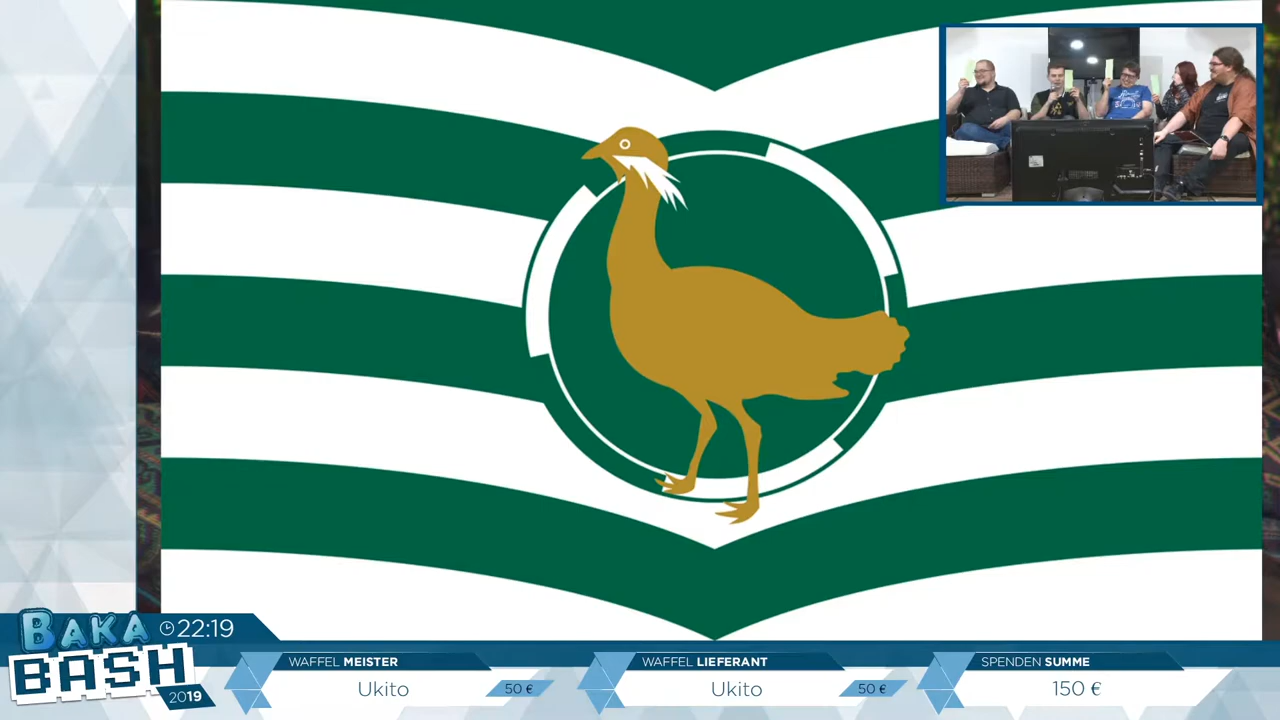 BAKA
BASH
2019
22:19
WAFFEL MEISTER
Ukito
50 €
WAFFEL LIEFERANT
Ukito
50 €
SPENDEN SUMME
150 €